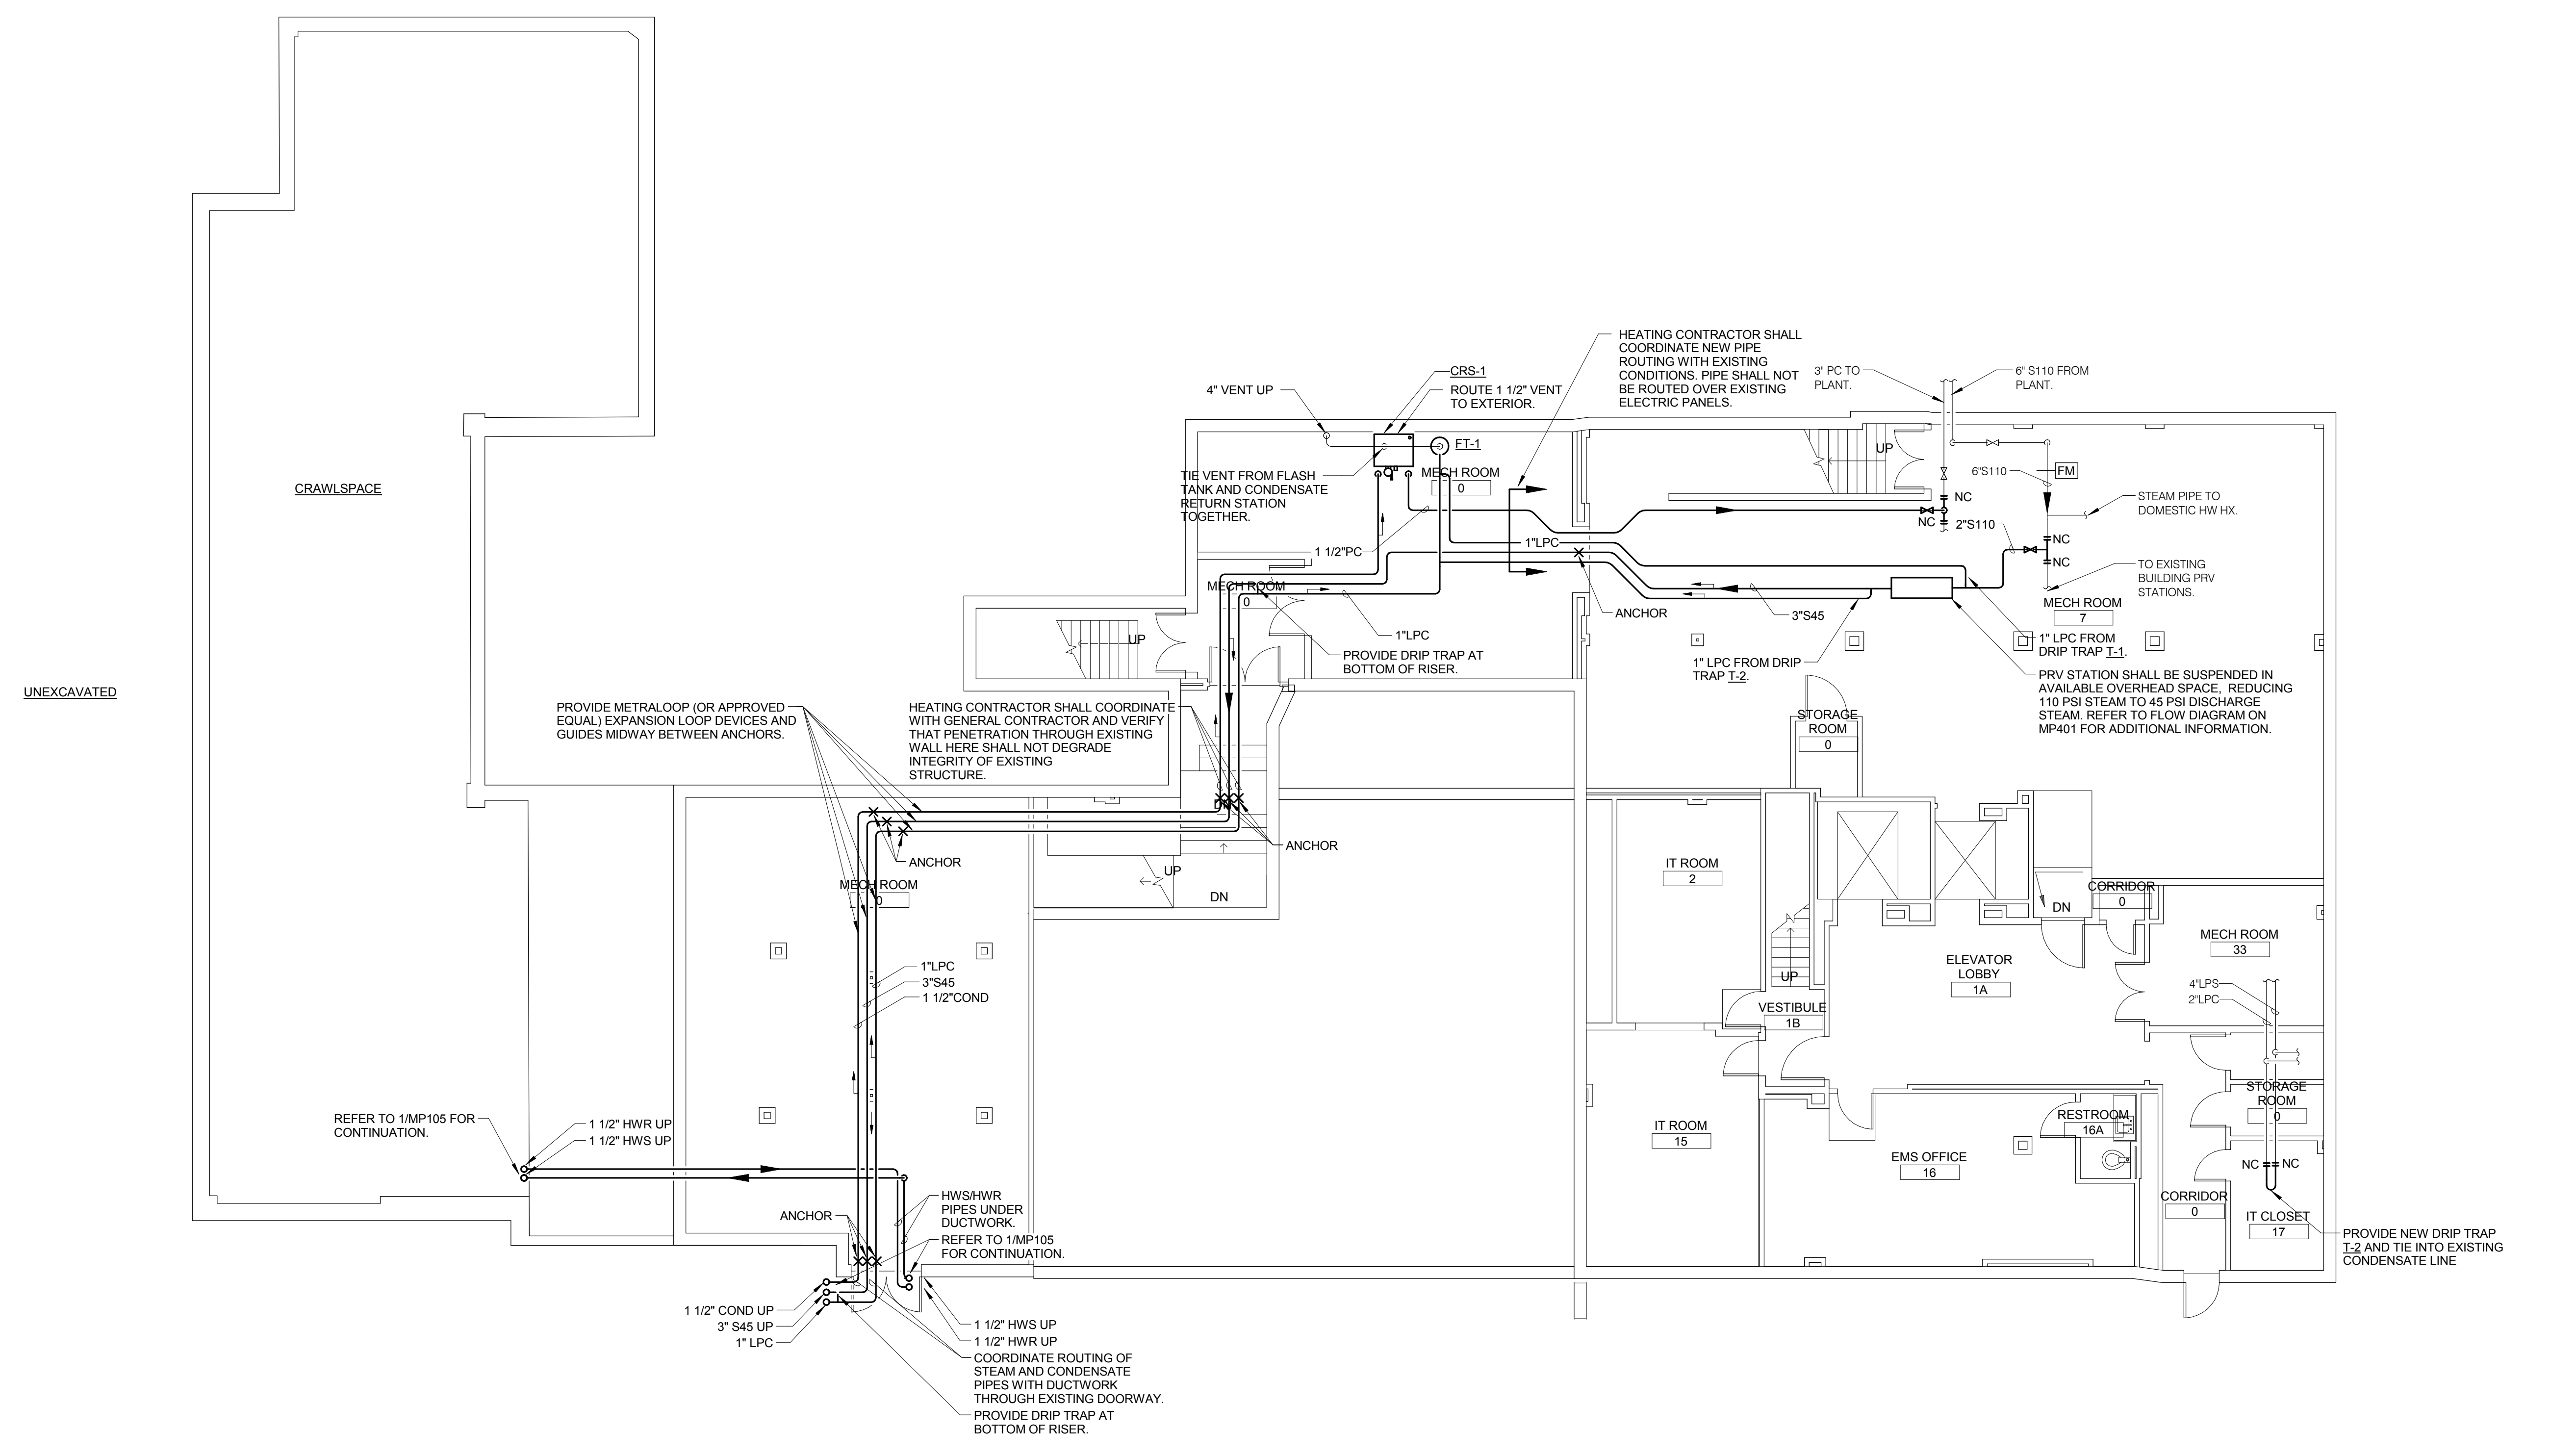 HEATING CONTRACTOR SHALL
COORDINATE NEW PIPE
ROUTING WITH EXISTING
CONDITIONS. PIPE SHALL NOT
BE ROUTED OVER EXISTING
ELECTRIC PANELS.
CRS-1
4" VENT UP
ROUTE 1 1/2" VENT
TO EXTERIOR.
3" PC TO
PLANT.
6" S110 FROM
PLANT.
FT-1
UP
TIE VENT FROM FLASH
TANK AND CONDENSATE
RETURN STATION
TOGETHER.
MECH ROOM
0
6"S110
FM
CRAWLSPACE
NC
NC
2"S110
STEAM PIPE TO
DOMESTIC HW HX.
1 1/2"PC
1"LPC
NC
NC
TO EXISTING
BUILDING PRV
STATIONS.
MECH ROOM
0
MECH ROOM
7
ANCHOR
3"S45
1"LPC
UP
PROVIDE DRIP TRAP AT
BOTTOM OF RISER.
1" LPC FROM DRIP
TRAP T-2.
1" LPC FROM
DRIP TRAP T-1.
PRV STATION SHALL BE SUSPENDED IN
AVAILABLE OVERHEAD SPACE, REDUCING
110 PSI STEAM TO 45 PSI DISCHARGE
STEAM. REFER TO FLOW DIAGRAM ON
MP401 FOR ADDITIONAL INFORMATION.
UNEXCAVATED
PROVIDE METRALOOP (OR APPROVED
EQUAL) EXPANSION LOOP DEVICES AND
GUIDES MIDWAY BETWEEN ANCHORS.
HEATING CONTRACTOR SHALL COORDINATE
WITH GENERAL CONTRACTOR AND VERIFY
THAT PENETRATION THROUGH EXISTING
WALL HERE SHALL NOT DEGRADE
INTEGRITY OF EXISTING
STRUCTURE.
STORAGE
ROOM
0
ANCHOR
ANCHOR
UP
DN
MECH ROOM
0
IT ROOM
2
CORRIDOR
0
DN
MECH ROOM
33
ELEVATOR
LOBBY
1A
UP
VESTIBULE
1B
4"LPS
2"LPC
1"LPC
3"S45
1 1/2"COND
STORAGE
ROOM
0
RESTROOM
16A
IT ROOM
15
EMS OFFICE
16
REFER TO 1/MP105 FOR
CONTINUATION.
1 1/2" HWR UP
1 1/2" HWS UP
NC
NC
CORRIDOR
0
IT CLOSET
17
PROVIDE NEW DRIP TRAP
T-2 AND TIE INTO EXISTING
CONDENSATE LINE
ANCHOR
HWS/HWR
PIPES UNDER
DUCTWORK.
REFER TO 1/MP105
FOR CONTINUATION.
1 1/2" COND UP
3" S45 UP
1" LPC
1 1/2" HWS UP
1 1/2" HWR UP
COORDINATE ROUTING OF
STEAM AND CONDENSATE
PIPES WITH DUCTWORK
THROUGH EXISTING DOORWAY.
PROVIDE DRIP TRAP AT
BOTTOM OF RISER.